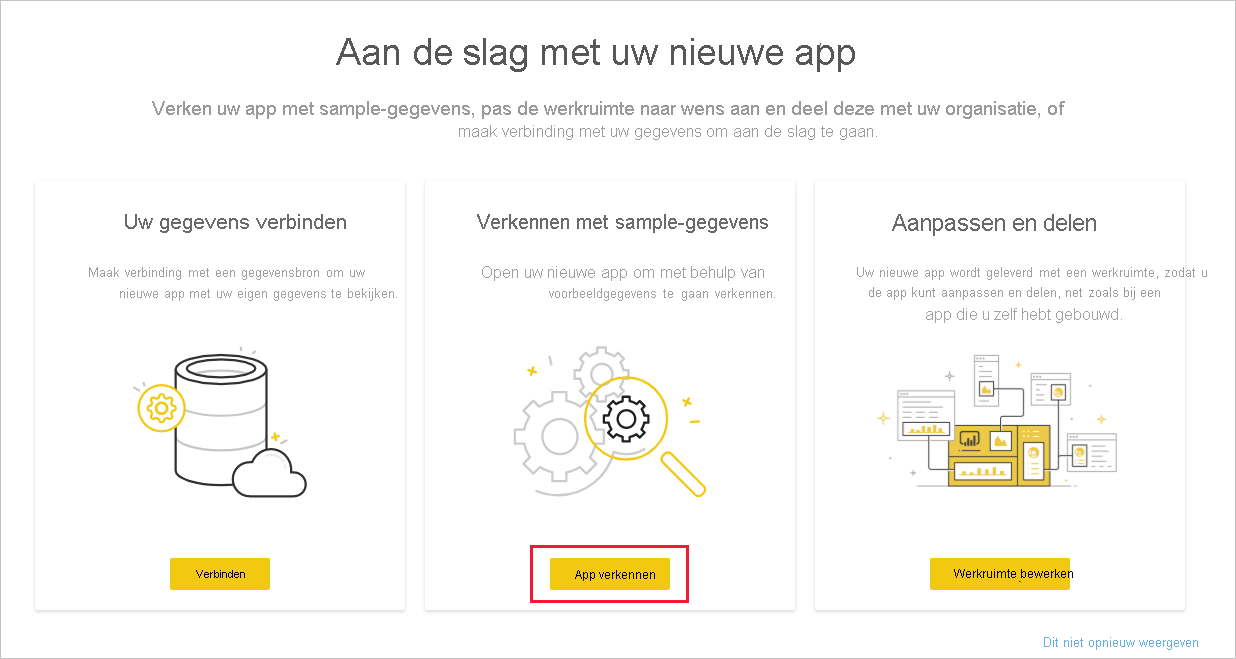 Aan de slag met uw nieuwe app
Verken uw app met sample-gegevens, pas de werkruimte naar wens aan en deel deze met uw organisatie, of
maak verbinding met uw gegevens om aan de slag te gaan.
Uw gegevens verbinden
Maak verbinding met een gegevensbron om uw
nieuwe app met uw eigen gegevens te bekijken.
Verbinden
Verkennen met sample-gegevens
Open uw nieuwe app om met behulp van
voorbeeldgegevens te gaan verkennen.
App verkennen
Aanpassen en delen
Uw nieuwe app wordt geleverd met een werkruimte, zodat u
de app kunt aanpassen en delen, net zoals bij een
app die u zelf hebt gebouwd.
Werkruimte bewerken
Dit niet opnieuw weergeven